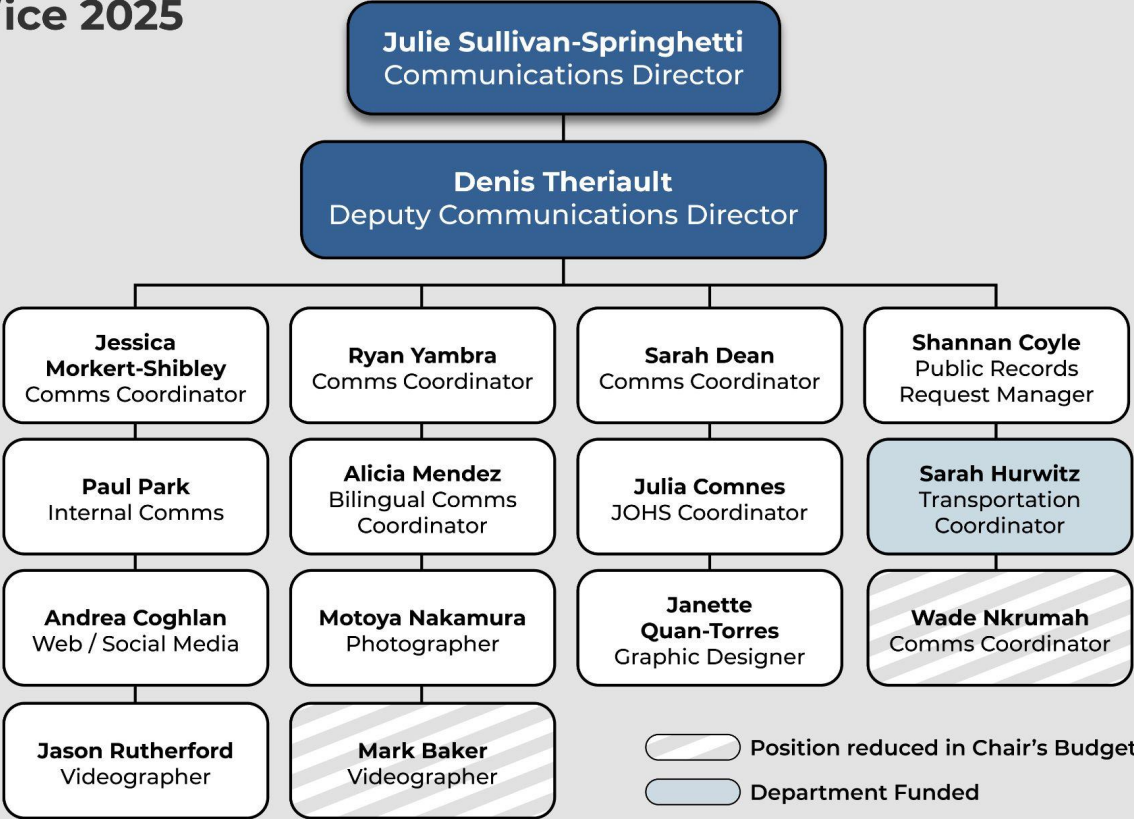 2025
Julie Sullivan-Springhetti
Communications Director
Denis Theriault
Deputy Communications Director
Jessica
Morkert-Shibley
Comms Coordinator
Ryan Yambra
Comms Coordinator
Sarah Dean
Comms Coordinator
Shannan Coyle
Public Records
Request Manager
Paul Park
Internal Comms
Alicia Mendez
Bilingual Comms
Coordinator
Julia Comnes
JOHS Coordinator
Sarah Hurwitz
Transportation
Coordinator
Andrea Coghlan
Web / Social Media
Motoya Nakamura
Photographer
Janette
Quan-Torres
Graphic Designer
Wade Nkrumah
Comms Coordinator
Jason Rutherford
Videographer
Mark Baker
Videographer
Position reduced in Chair's Budget
Department Funded